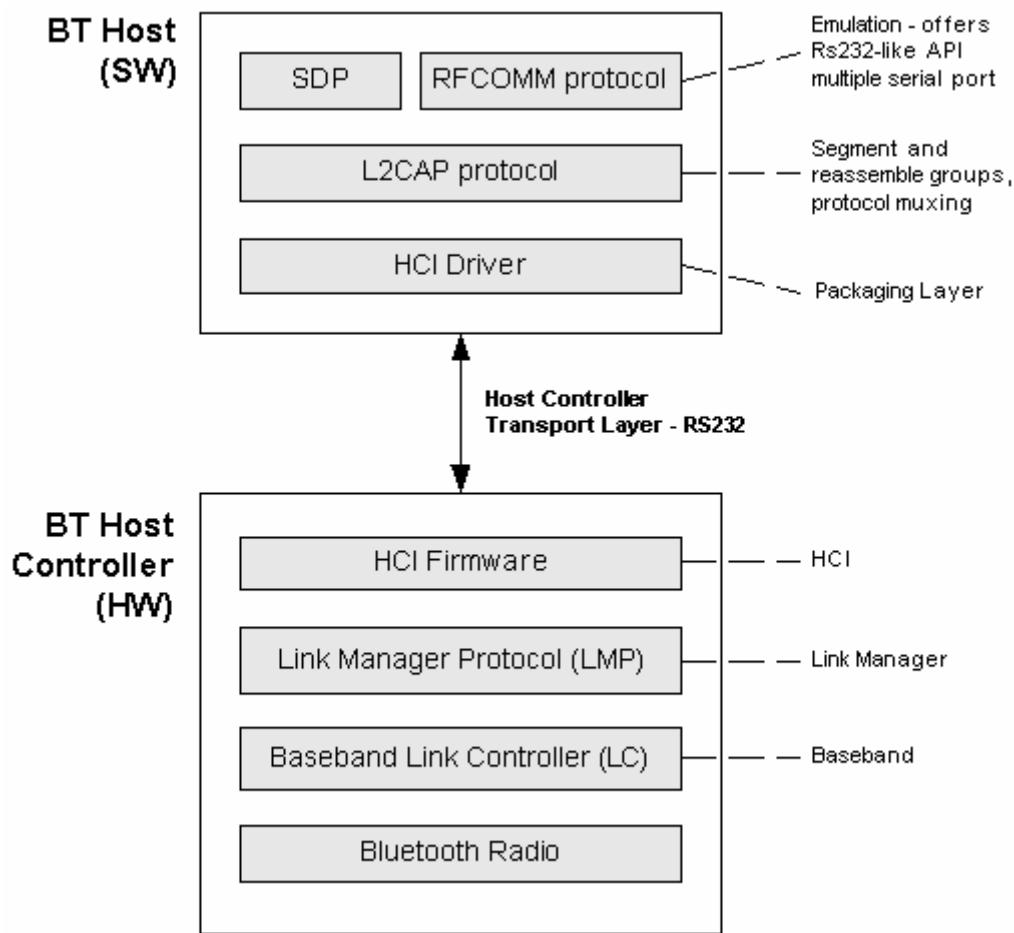 BT Host
(SW)
SDP
RFCOMM protocol
Emulation - offers
Rs232-like API
multiple serial port
L2CAP protocol
Segment and
reassemble groups,
protocol muxing
HCI Driver
Packaging Layer
Host Controller
Transport Layer - RS232
BT Host
Controller
(HW)
HCI Firmware
HCI
Link Manager Protocol (LMP)
Link Manager
Baseband Link Controller (LC)
Baseband
Bluetooth Radio